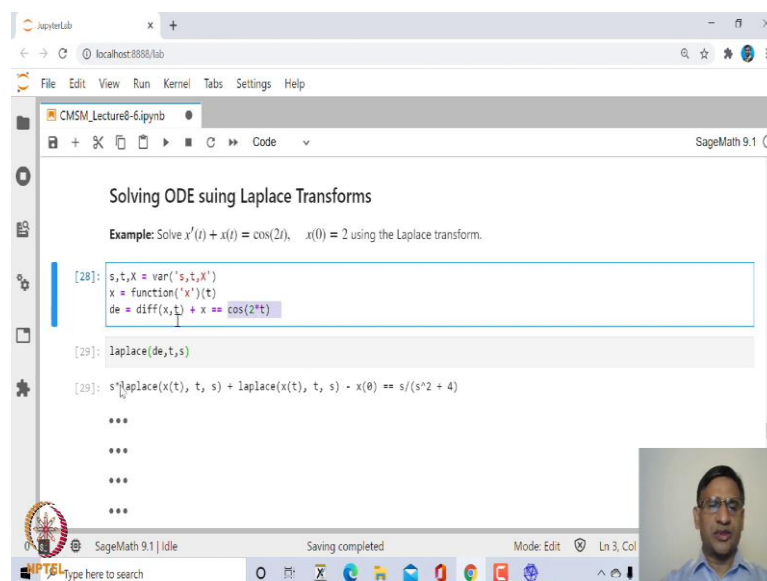 JupyterLab
localhost:8888/lab
File Edit View Run Kernel Tabs Settings Help
CMSM_Lecture8-6.ipynb
Code
SageMath 9.1
Solving ODE suing Laplace Transforms
Example: Solve x′(t) + x(t) = cos(2t), x(0) = 2 using the Laplace transform.
[28]: s,t,X = var('s,t,X')
x = function('x')(t)
de = diff(x,t) + x == cos(2*t)
[29]: laplace(de,t,s)
[29]: s*laplace(x(t), t, s) + laplace(x(t), t, s) - x(0) == s/(s^2 + 4)
•••
•••
•••
•••
0
SageMath 9.1 | Idle Saving completed Mode: Edit Ln 3, Col
NPTEL
Type here to search